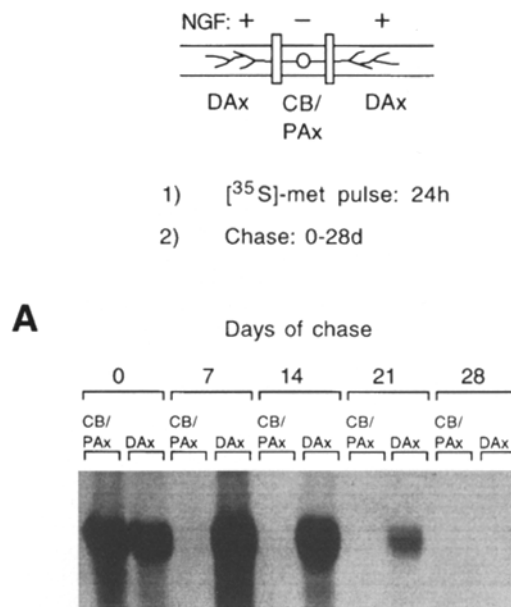 NGF: + − +
DAx CB/ DAx
PAx
1) [35S]-met pulse: 24h
2) Chase: 0-28d
A
Days of chase
0 7 14 21 28
CB/ CB/ CB/ CB/ CB/
PAx DAx PAx DAx PAx DAx PAx DAx PAx DAx